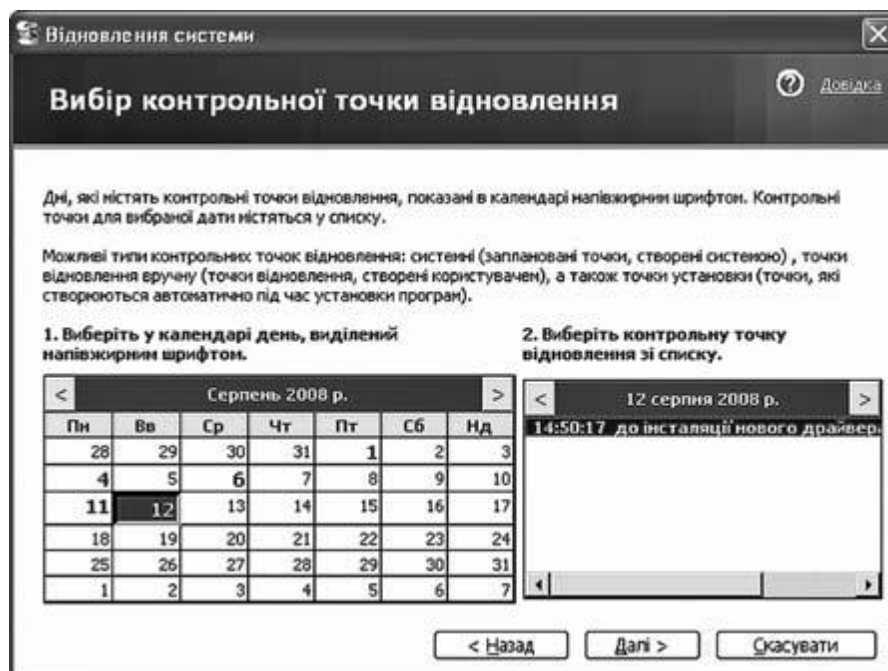 Відновлення системи
Вибір контрольної точки відновлення
Довідка
Дні, які містять контрольні точки відновлення, показані в календарі напівжирним шрифтом. Контрольні
точки для вибраної дати містяться у списку.
Можливі типи контрольних точок відновлення: системні (заплановані точки, створені системою) , точки
відновлення вручну (точки відновлення, створені користувачем), а також точки установки (точки, які
створюються автоматично під час установки програм).
1. Виберіть у календарі день, виділений
напівжирним шрифтом.
2. Виберіть контрольну точку
відновлення зі списку.
< Серпень 2008 р. >
Пн Вв Ср Чт Пт Сб Нд
28 29 30 31 1 2 3
4 5 6 7 8 9 10
11 12 13 14 15 16 17
18 19 20 21 22 23 24
25 26 27 28 29 30 31
1 2 3 4 5 6 7
< 12 серпня 2008 р. >
14:50:17 до інсталяції нового драйвера
< Назад
Далі >
Скасувати